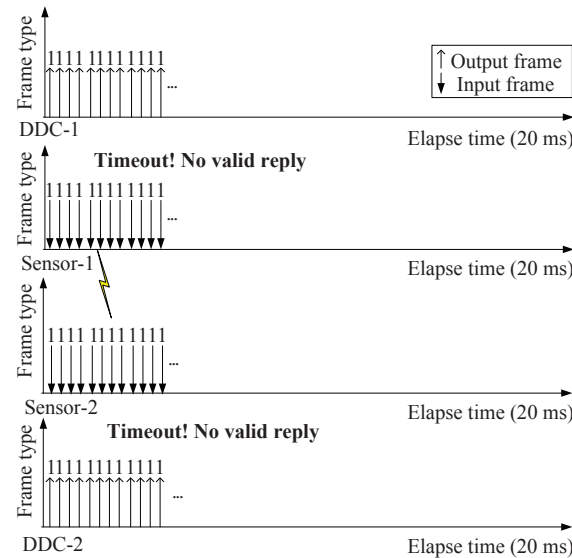 Frame type
1111 11111111
...
↑ Output frame
↓ Input frame
DDC-1
Elapse time (20 ms)
Timeout! No valid reply
Frame type
1111 11111111
...
Sensor-1
Elapse time (20 ms)
Frame type
1111 11111111
...
Sensor-2
Elapse time (20 ms)
Timeout! No valid reply
Frame type
1111 11111111
...
DDC-2
Elapse time (20 ms)